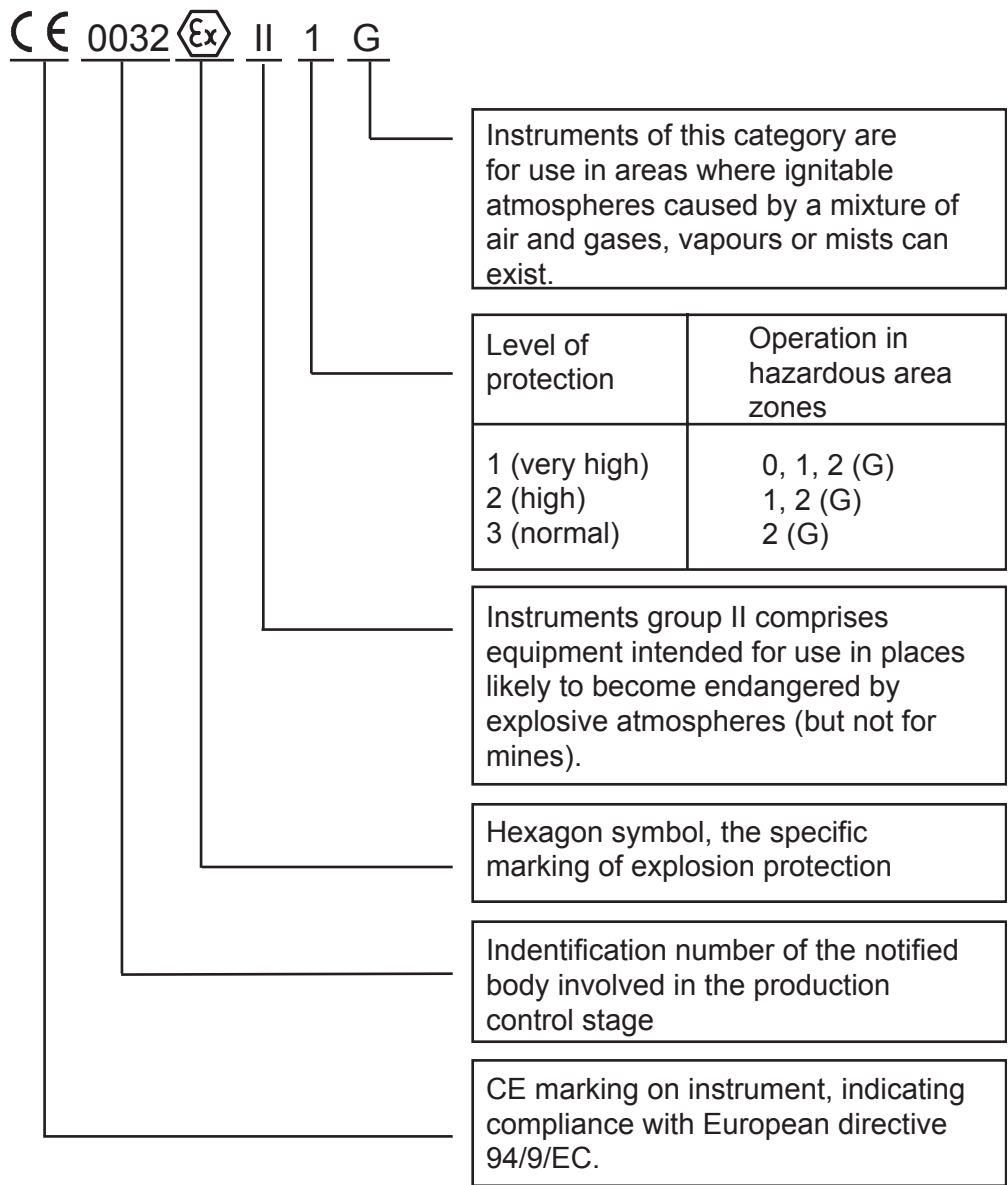 CE 0032 Ex II 1 G
Instruments of this category are
for use in areas where ignitable
atmospheres caused by a mixture of
air and gases, vapours or mists can
exist.
Level of
protection
Operation in
hazardous area
zones
1 (very high)
0, 1, 2 (G)
2 (high)
1, 2 (G)
3 (normal)
2 (G)
Instruments group II comprises
equipment intended for use in places
likely to become endangered by
explosive atmospheres (but not for
mines).
Hexagon symbol, the specific
marking of explosion protection
Indentification number of the notified
body involved in the production
control stage
CE marking on instrument, indicating
compliance with European directive
94/9/EC.